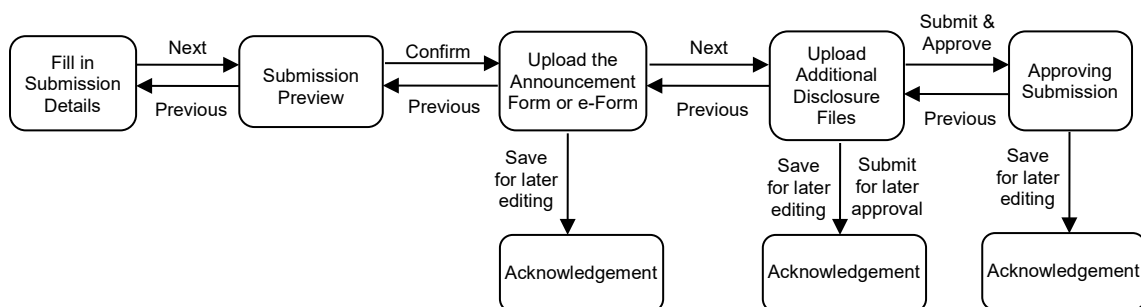 Fill in
Submission
Details
Next
Previous
Submission
Preview
Confirm
Previous
Upload the
Announcement
Form or e-Form
Next
Previous
Upload
Additional
Disclosure
Files
Submit &
Approve
Previous
Approving
Submission
Save
for later
editing
Save
for later
editing
Submit
for later
approval
Save
for later
editing
Acknowledgement
Acknowledgement
Acknowledgement